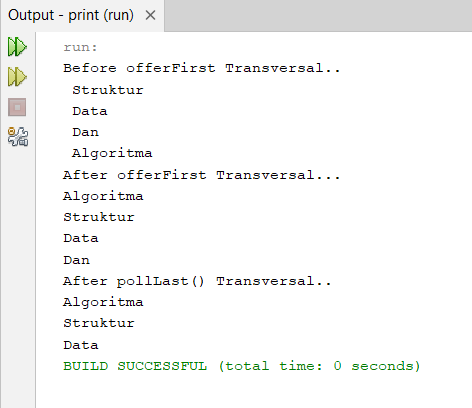 Output - print (run)
run:
Before offerFirst Transversal..
 Struktur
 Data
 Dan
 Algoritma
After offerFirst Transversal...
Algoritma
Struktur
Data
Dan
After pollLast() Transversal..
Algoritma
Struktur
Data
BUILD SUCCESSFUL (total time: 0 seconds)